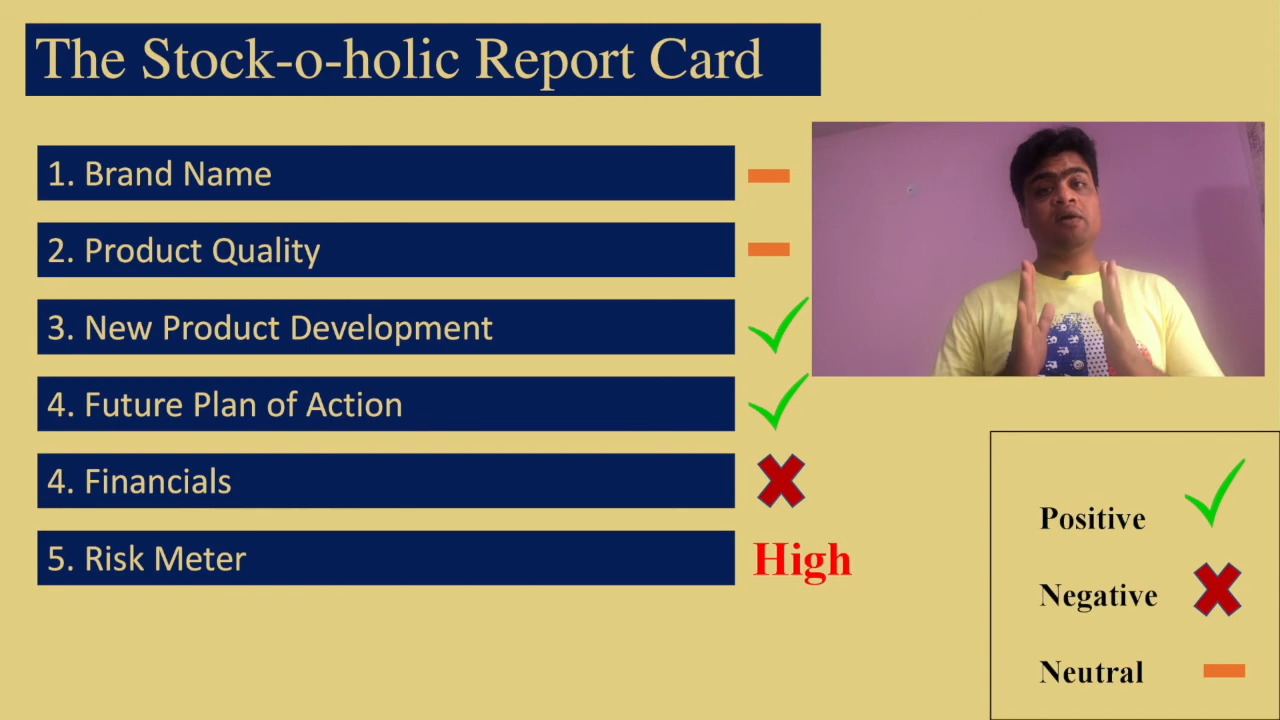 The Stock-o-holic Report Card
1. Brand Name
2. Product Quality
3. New Product Development
4. Future Plan of Action
4. Financials
5. Risk Meter
High
Positive
Negative
Neutral